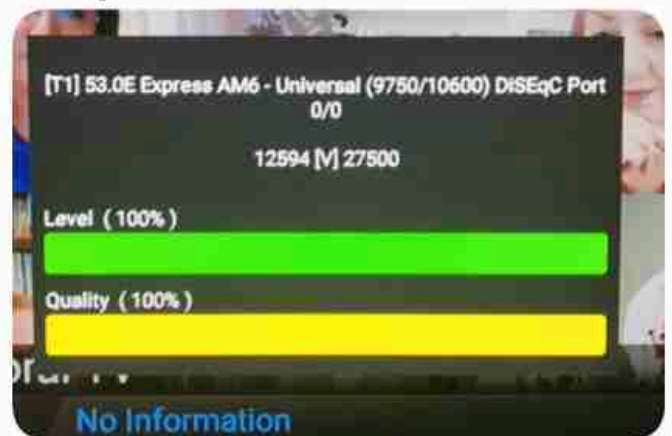 [T1] 53.0E Express AM6 - Universal (9750/10600) DiSEqC Port
0/0
12594 [V] 27500
Level (100%)
Quality (100%)
TV
No Information